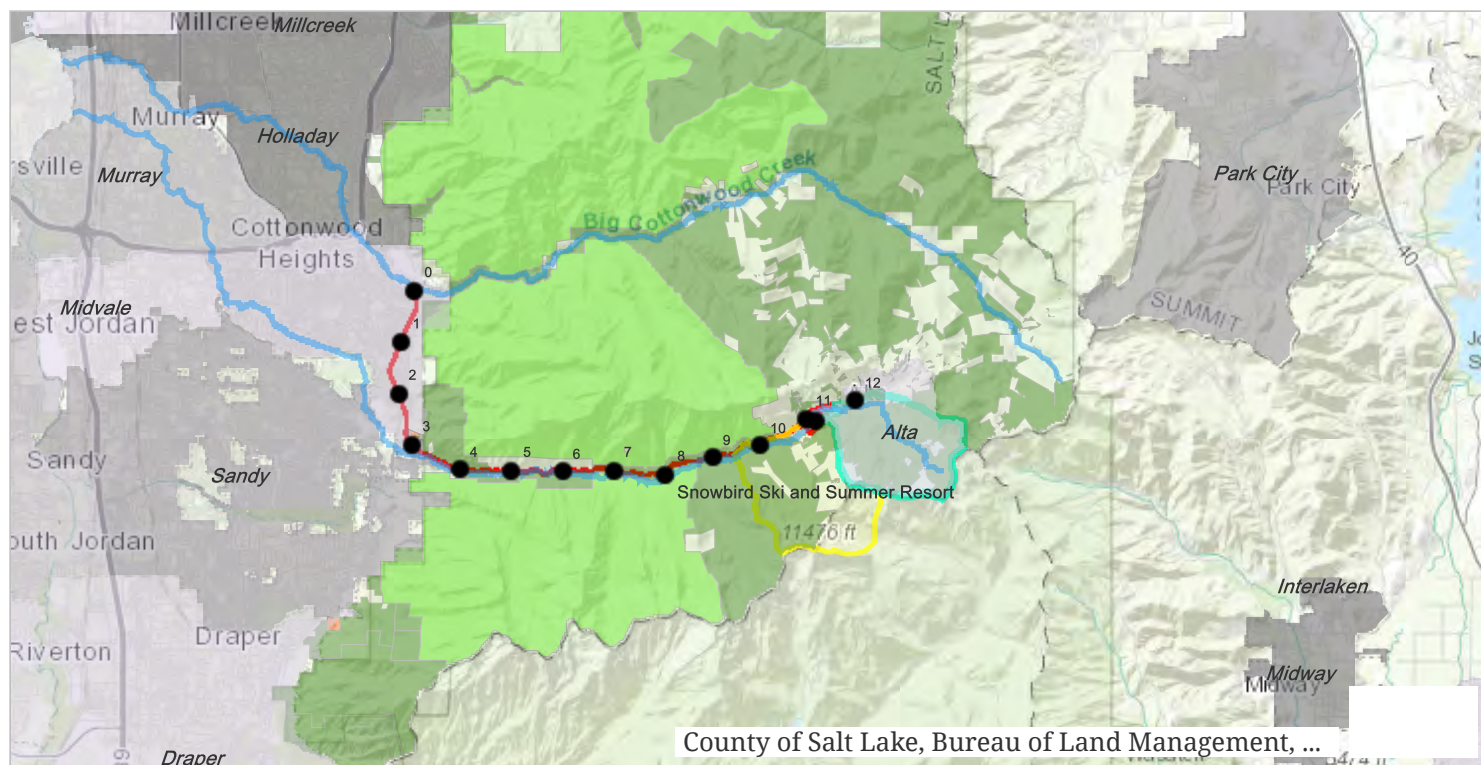 Millcreek
Millcreek
SALT L
Murray
Holladay
Big Cottonwood Creek
rsville
Murray
Park City
Park City
Cottonwood
Heights
40
0
Midvale
est Jordan
1
SUMMIT
2
12
11
3
10
Alta
9
8
7
6
5
4
Sandy
Sandy
Snowbird Ski and Summer Resort
11476 ft
outh Jordan
Interlaken
Draper
Riverton
Midway
Midway
Draper
County of Salt Lake, Bureau of Land Management, ...